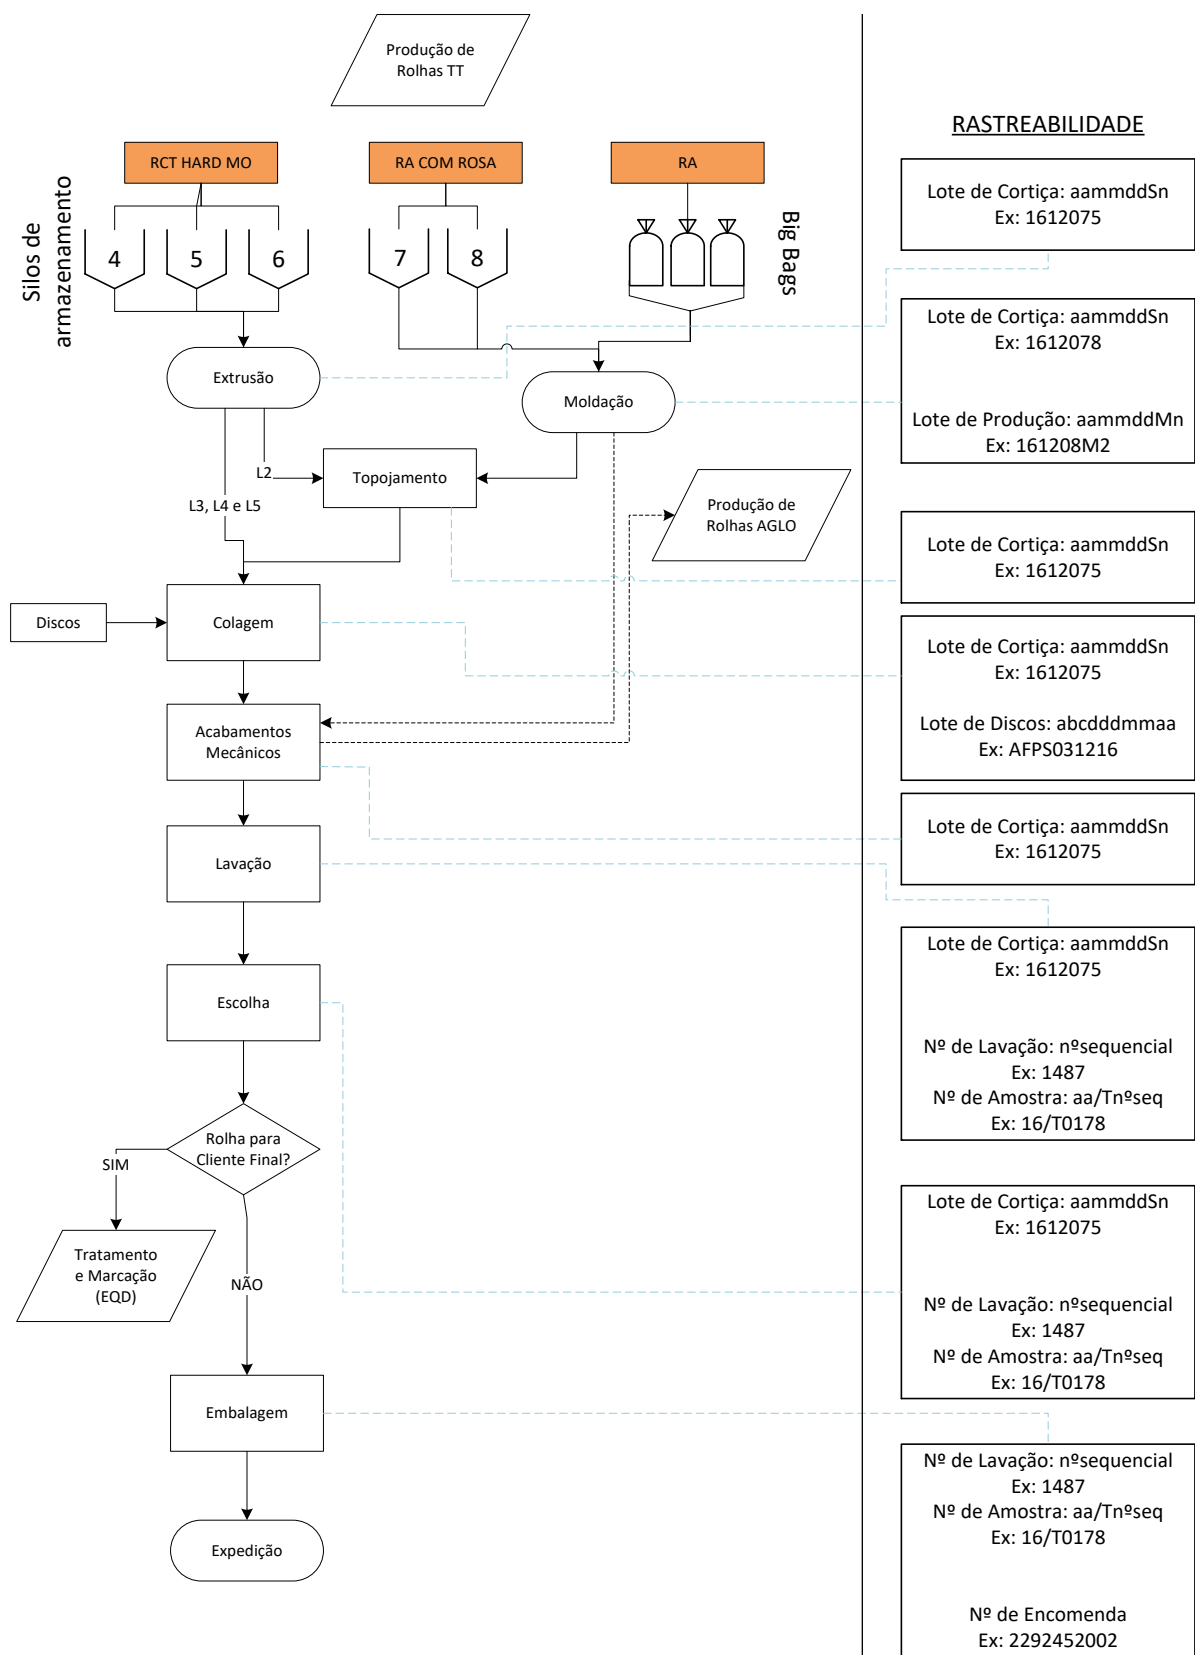 Produção de
Rolhas TT
RASTREABILIDADE
RCT HARD MO
RA COM ROSA
RA
Silos de
armazenamento
4
5
6
7
8
Big Bags
Lote de Cortiça: aammddSn
Ex: 1612075
Extrusão
Moldação
Lote de Cortiça: aammddSn
Ex: 1612078
Lote de Produção: aammddMn
Ex: 161208M2
L2
Topojamento
L3, L4 e L5
Produção de
Rolhas AGLO
Lote de Cortiça: aammddSn
Ex: 1612075
Discos
Colagem
Lote de Cortiça: aammddSn
Ex: 1612075
Lote de Discos: abcdddmmaa
Ex: AFPS031216
Acabamentos
Mecânicos
Lote de Cortiça: aammddSn
Ex: 1612075
Lavação
Lote de Cortiça: aammddSn
Ex: 1612075
Nº de Lavação: nºsequencial
Ex: 1487
Nº de Amostra: aa/Tnºseq
Ex: 16/T0178
Escolha
Rolha para
Cliente Final?
SIM
NÃO
Tratamento
e Marcação
(EQD)
Lote de Cortiça: aammddSn
Ex: 1612075
Nº de Lavação: nºsequencial
Ex: 1487
Nº de Amostra: aa/Tnºseq
Ex: 16/T0178
Embalagem
Nº de Lavação: nºsequencial
Ex: 1487
Nº de Amostra: aa/Tnºseq
Ex: 16/T0178
Nº de Encomenda
Ex: 2292452002
Expedição